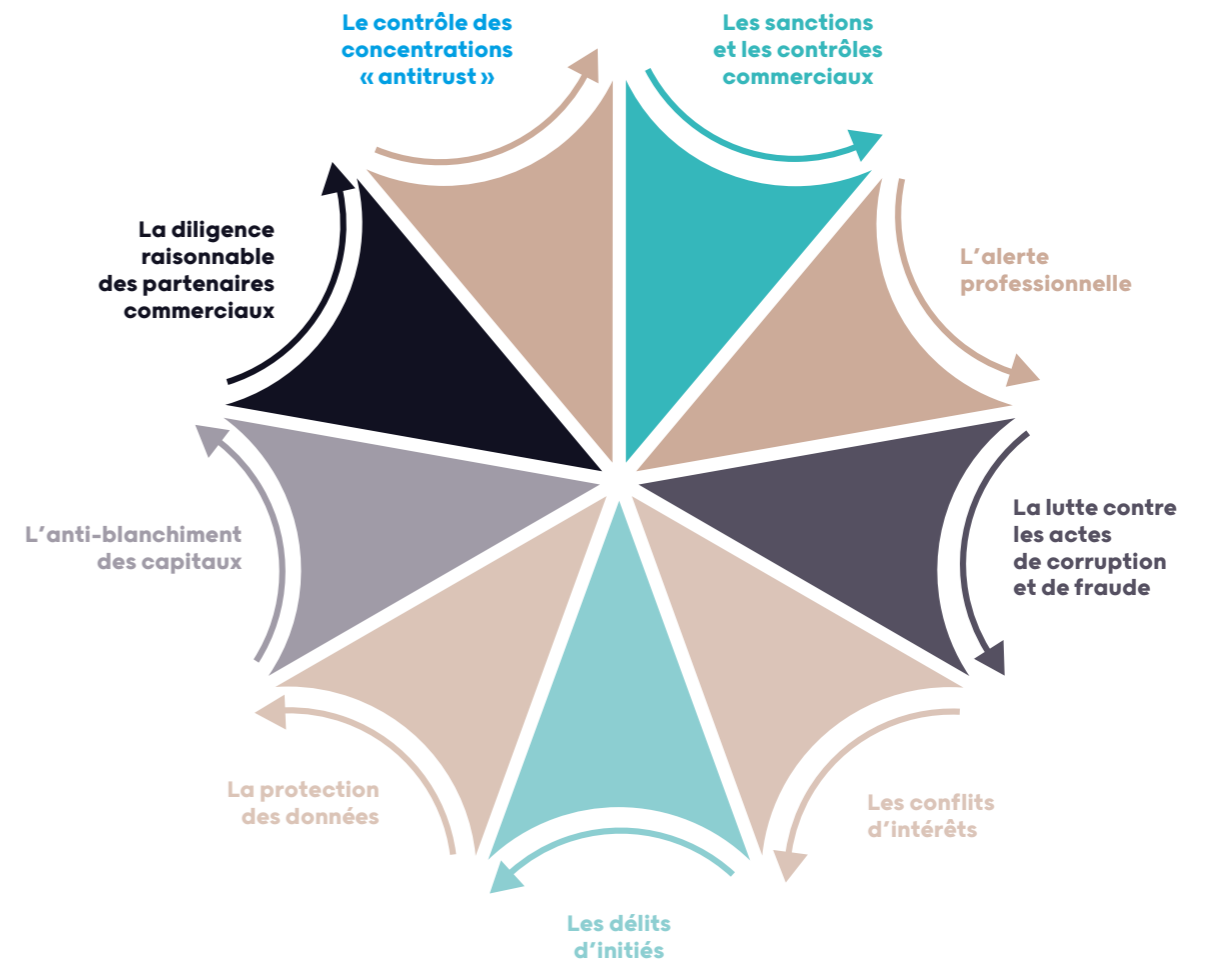 Le contrôle des
concentrations
« antitrust »
Les sanctions
et les contrôles
commerciaux
L’alerte
professionnelle
La lutte contre
les actes
de corruption
et de fraude
Les conflits
d’intérêts
Les délits
d’initiés
La protection
des données
L’anti-blanchiment
des capitaux
La diligence
raisonnable
des partenaires
commerciaux